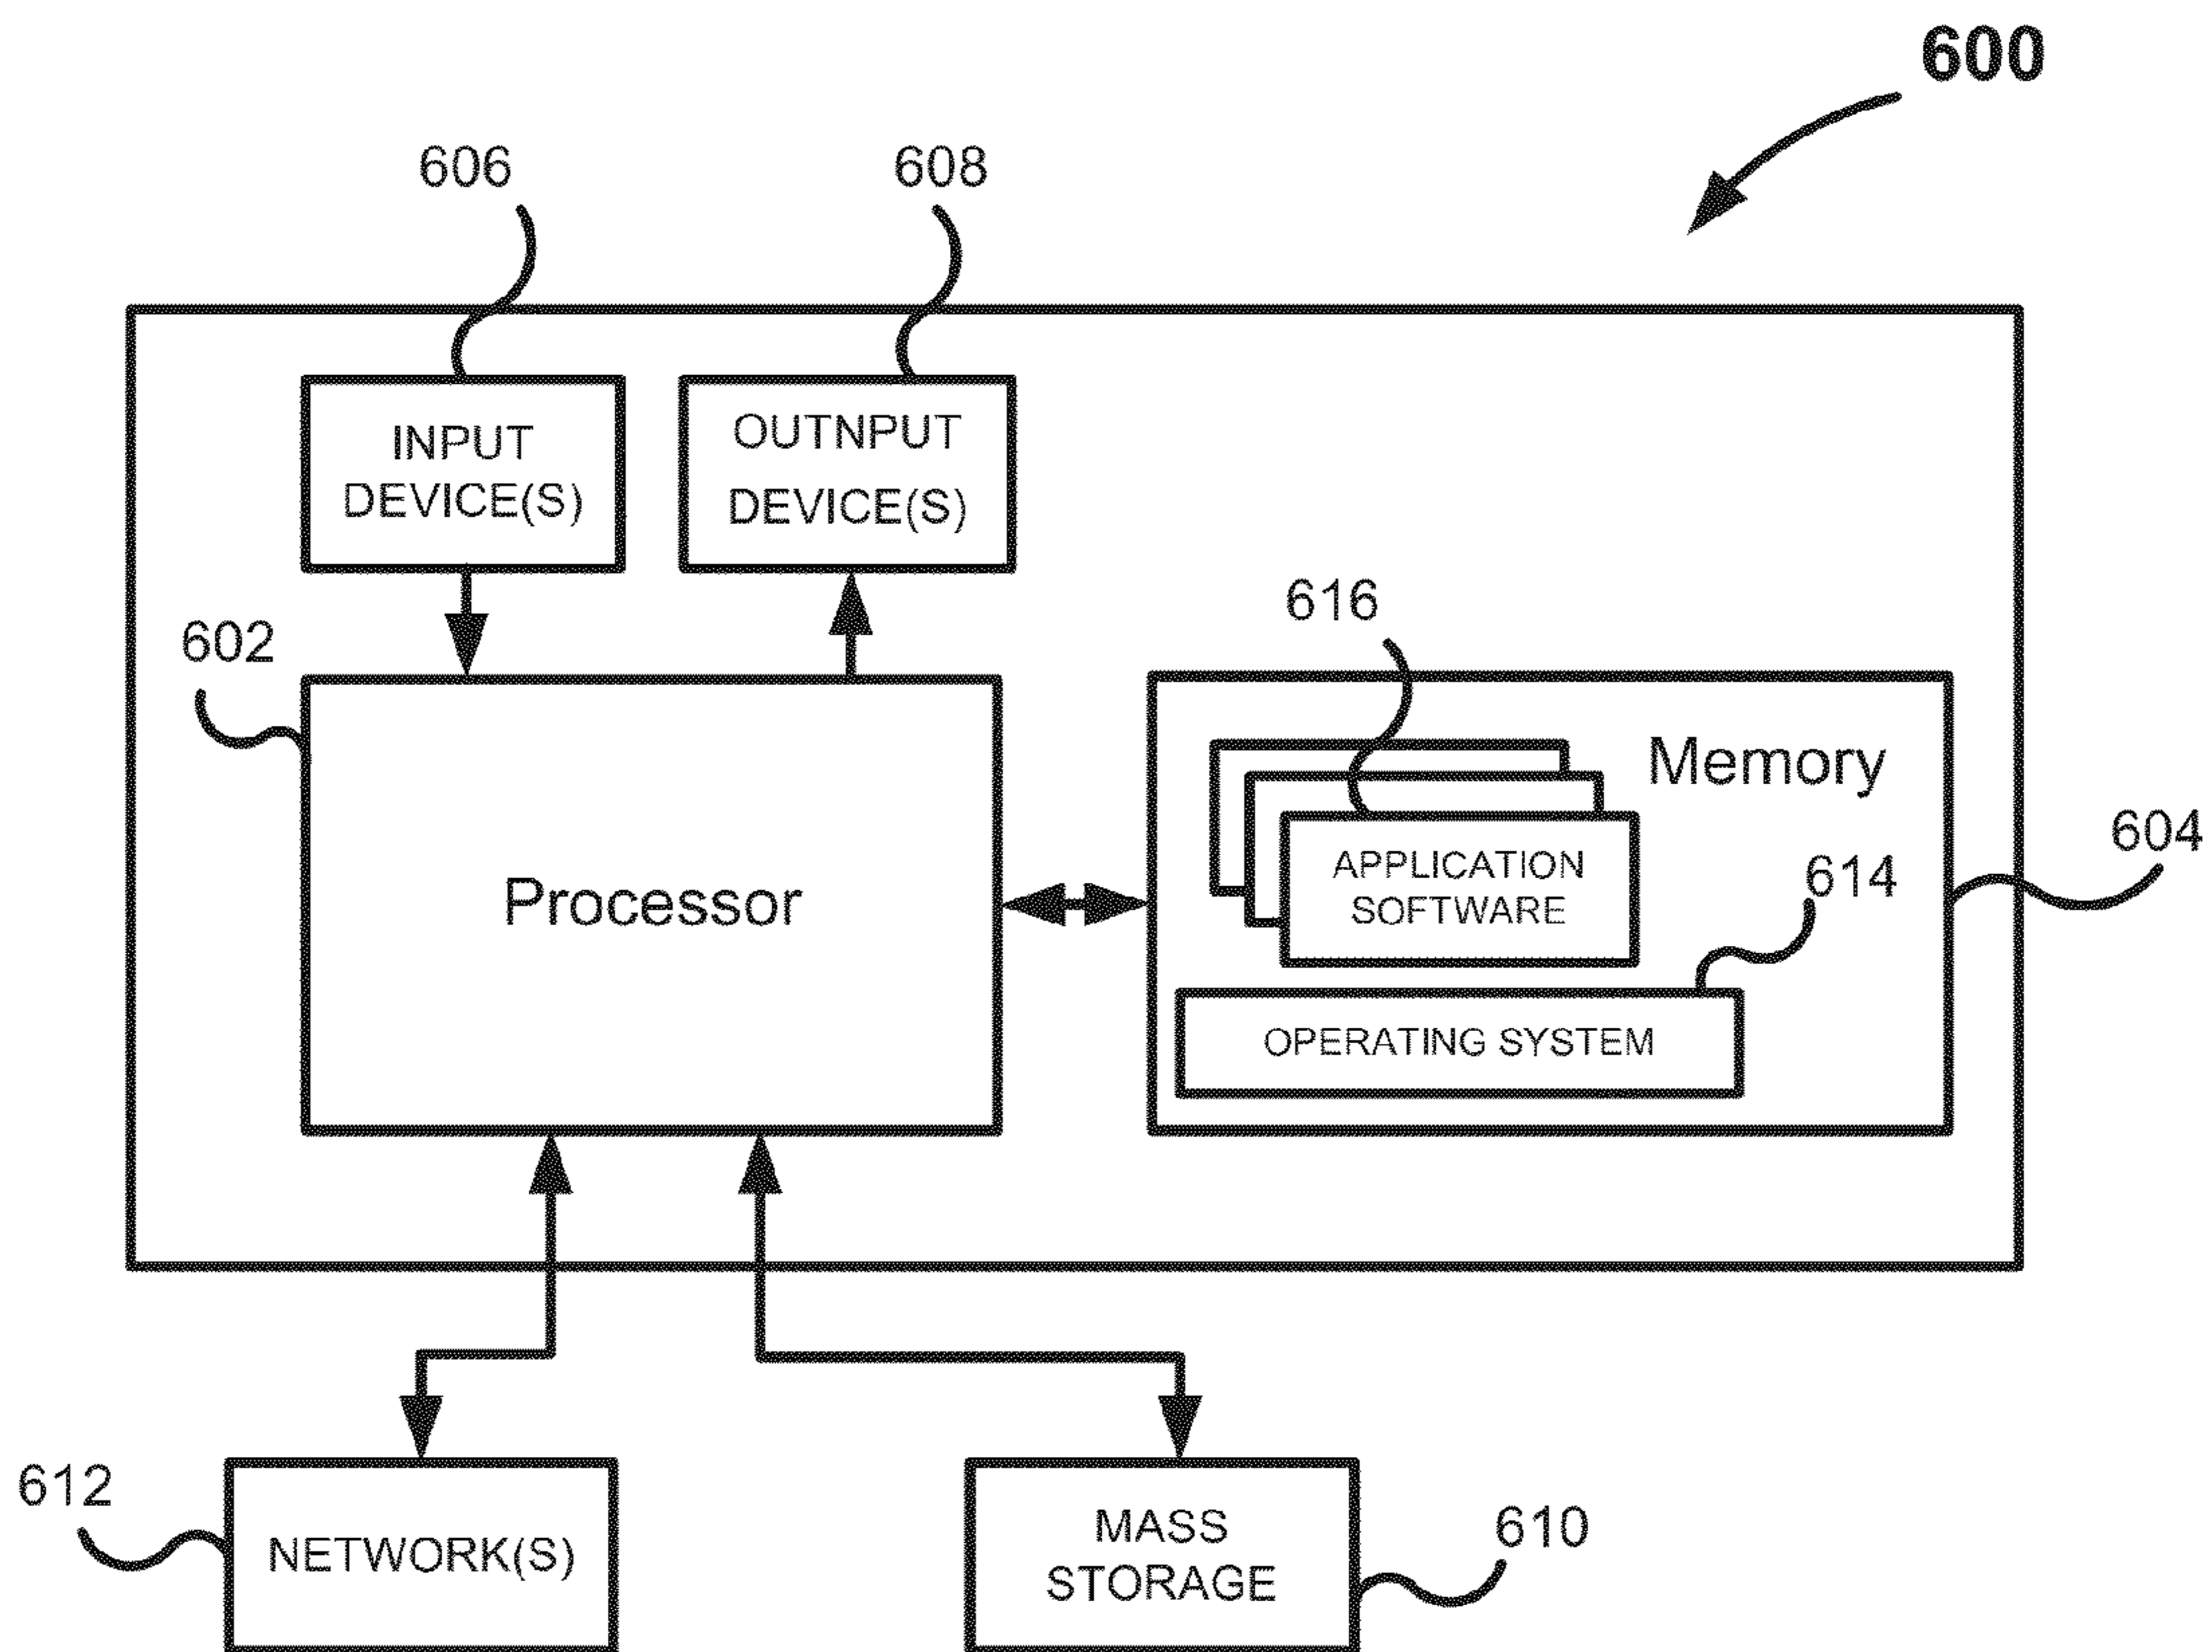 600
606
608
INPUT
DEVICE(S)
OUTNPUT
DEVICE(S)
602
616
Processor
Memory
604
APPLICATION
SOFTWARE
614
OPERATING SYSTEM
612
NETWORK(S)
MASS
STORAGE
610